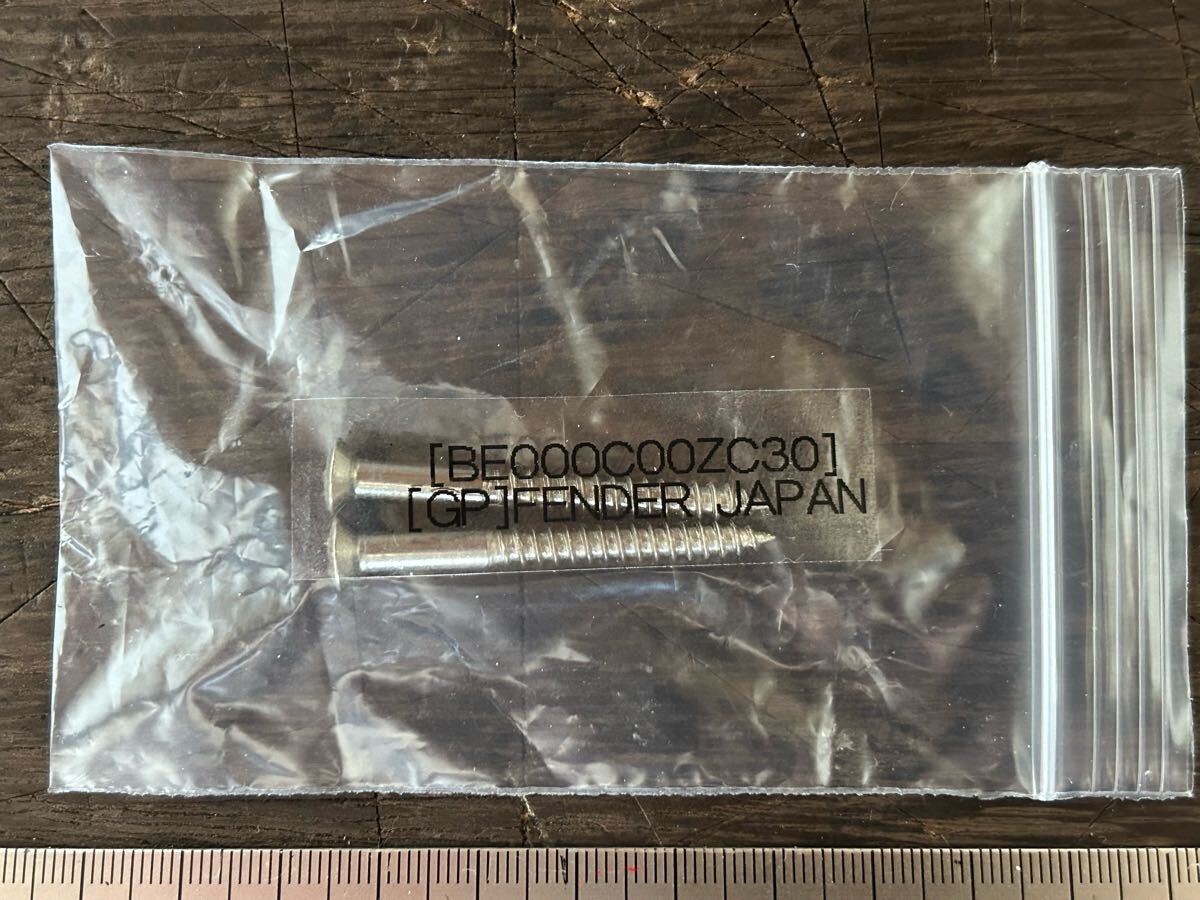 [BE000C00ZC30]
[GP]FENDER JAPAN